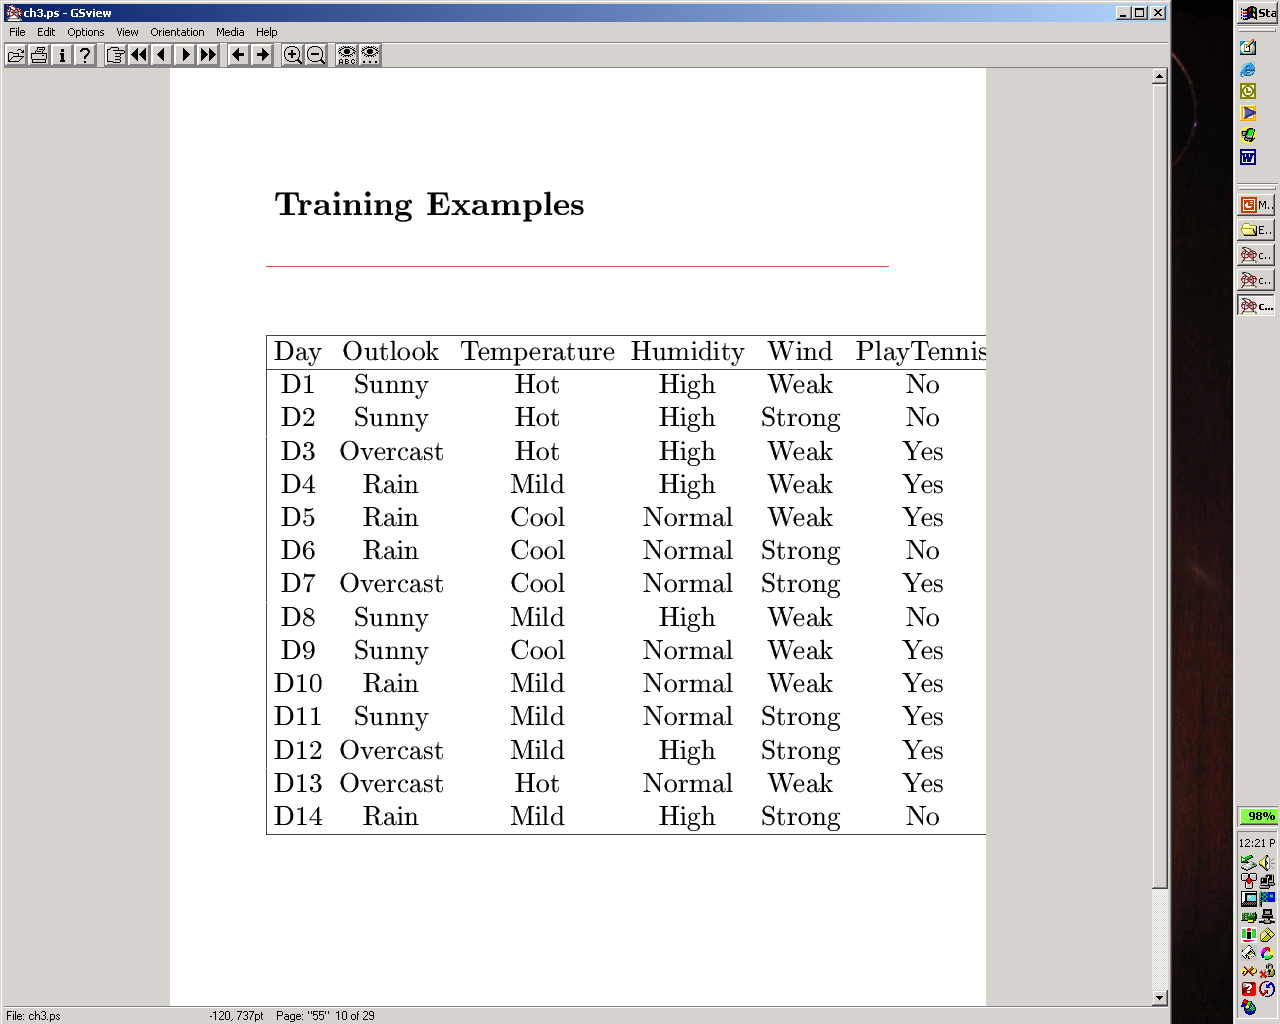 ch3.ps - GSview
Sta
File Edit Options View Orientation Media Help
ABC
Training Examples
Day Outlook Temperature Humidity Wind PlayTennis
D1 Sunny Hot High Weak No
D2 Sunny Hot High Strong No
D3 Overcast Hot High Weak Yes
D4 Rain Mild High Weak Yes
D5 Rain Cool Normal Weak Yes
D6 Rain Cool Normal Strong No
D7 Overcast Cool Normal Strong Yes
D8 Sunny Mild High Weak No
D9 Sunny Cool Normal Weak Yes
D10 Rain Mild Normal Weak Yes
D11 Sunny Mild Normal Strong Yes
D12 Overcast Mild High Strong Yes
D13 Overcast Hot Normal Weak Yes
D14 Rain Mild High Strong No
M..
E..
c..
c..
c...
98%
12:21 P
File: ch3.ps -120, 737pt Page: "55" 10 of 29